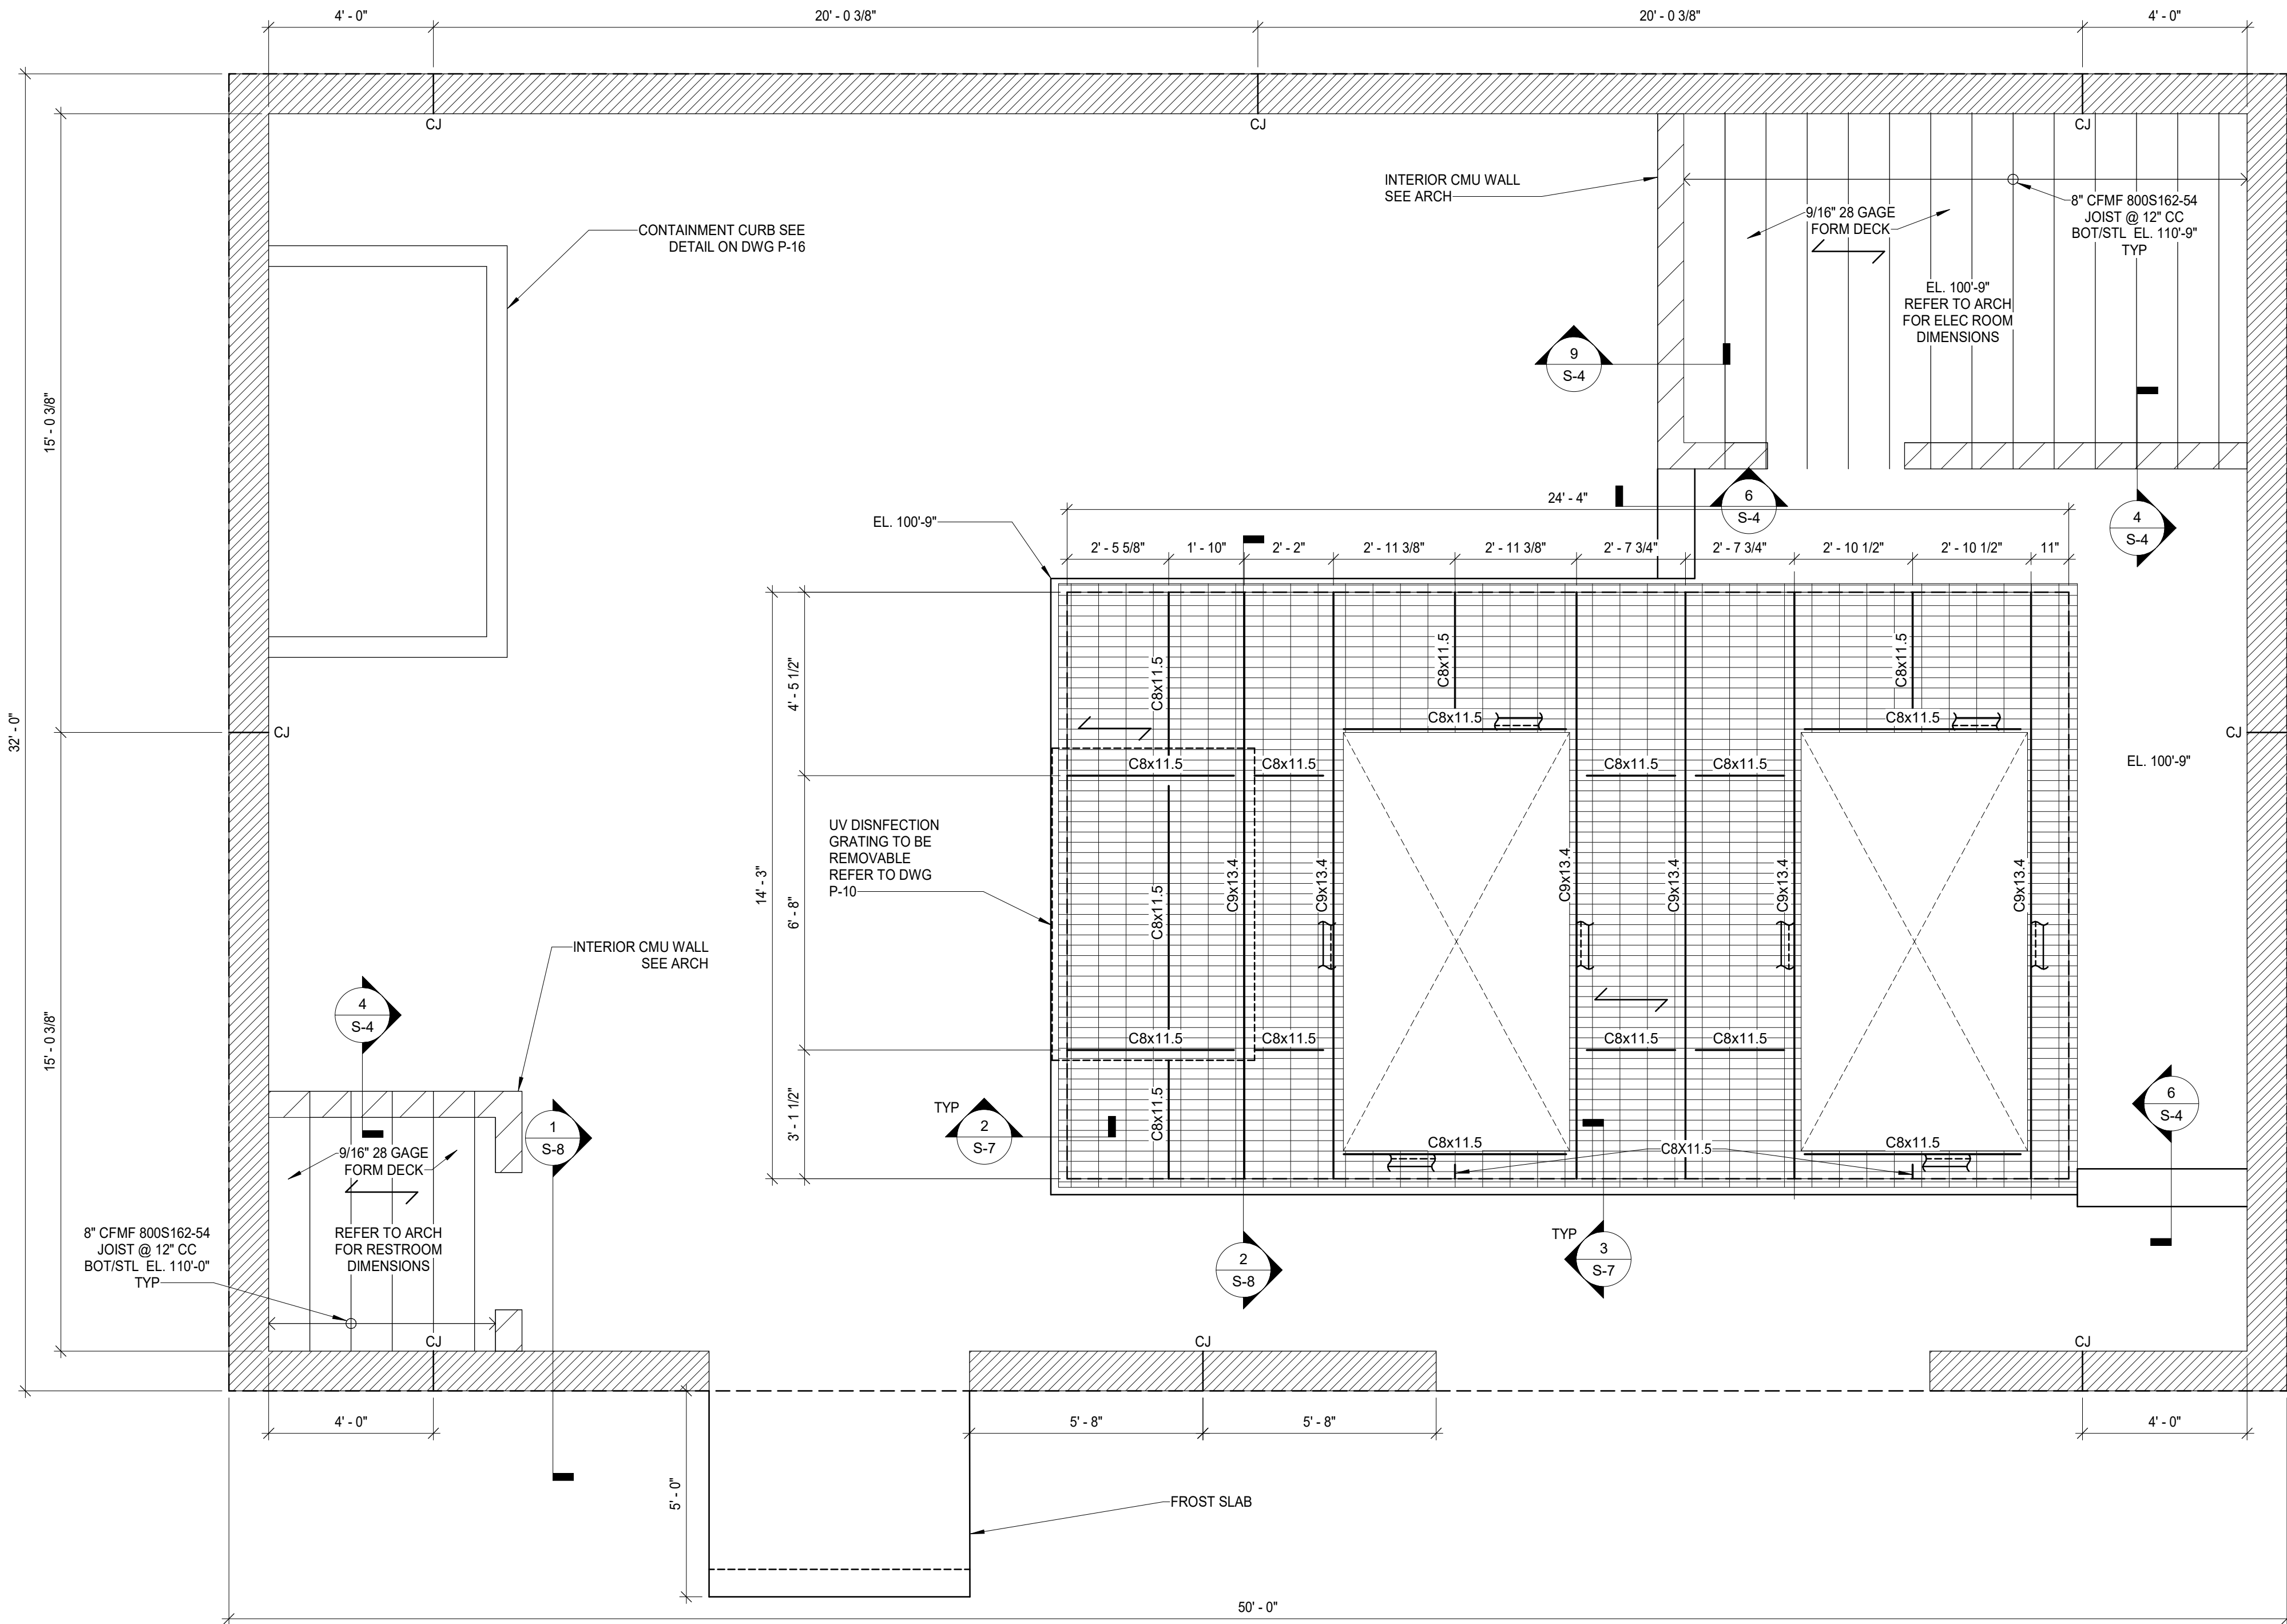 4' - 0"
20' - 0 3/8"
20' - 0 3/8"
4' - 0"
CJ
CJ
CJ
INTERIOR CMU WALL
SEE ARCH
8" CFMF 800S162-54
JOIST @ 12" CC
BOT/STL EL. 110'-9"
TYP
9/16" 28 GAGE
FORM DECK
CONTAINMENT CURB SEE
DETAIL ON DWG P-16
EL. 100'-9"
REFER TO ARCH
FOR ELEC ROOM
DIMENSIONS
9
S-4
15' - 0 3/8"
32' - 0"
24' - 4"
6
S-4
4
S-4
EL. 100'-9"
2' - 5 5/8"
1' - 10"
2' - 2"
2' - 11 3/8"
2' - 11 3/8"
2' - 7 3/4"
2' - 7 3/4"
2' - 10 1/2"
2' - 10 1/2"
11"
4' - 5 1/2"
C8x11.5
C8x11.5
C8x11.5
C8x11.5
C8x11.5
CJ
CJ
C8x11.5
C8x11.5
C8x11.5
C8x11.5
EL. 100'-9"
UV DISNFECTION
GRATING TO BE
REMOVABLE
REFER TO DWG
P-10
14' - 3"
6' - 8"
C8x11.5
C9x13.4
C9x13.4
C9x13.4
C9x13.4
C9x13.4
C9x13.4
INTERIOR CMU WALL
SEE ARCH
4
S-4
15' - 0 3/8"
C8x11.5
C8x11.5
C8x11.5
C8x11.5
3' - 1 1/2"
C8x11.5
TYP
2
S-7
1
S-8
C8x11.5
C8X11.5
C8x11.5
6
S-4
9/16" 28 GAGE
FORM DECK
8" CFMF 800S162-54
JOIST @ 12" CC
BOT/STL EL. 110'-0"
TYP
REFER TO ARCH
FOR RESTROOM
DIMENSIONS
2
S-8
TYP
3
S-7
CJ
CJ
CJ
4' - 0"
5' - 8"
5' - 8"
4' - 0"
5' - 0"
FROST SLAB
50' - 0"